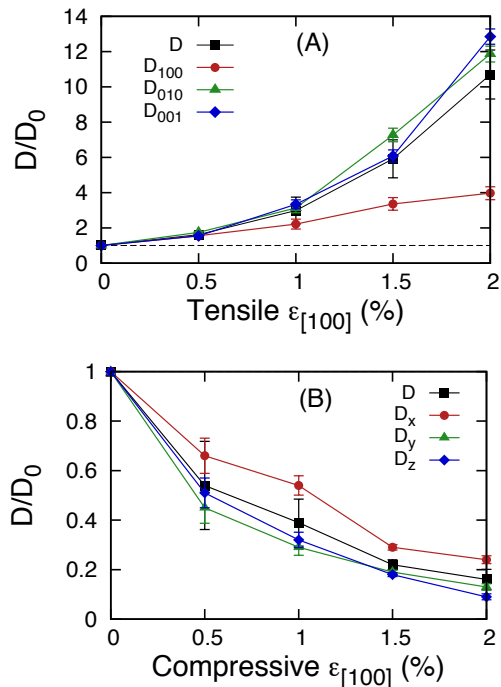 (A)
D
D100
D010
D001
14
12
10
8
6
4
2
0
D/D0
0 0.5 1 1.5 2
Tensile ε[100] (%)
(B)
D
Dx
Dy
Dz
1
0.8
0.6
0.4
0.2
0
D/D0
0 0.5 1 1.5 2
Compressive ε[100] (%)